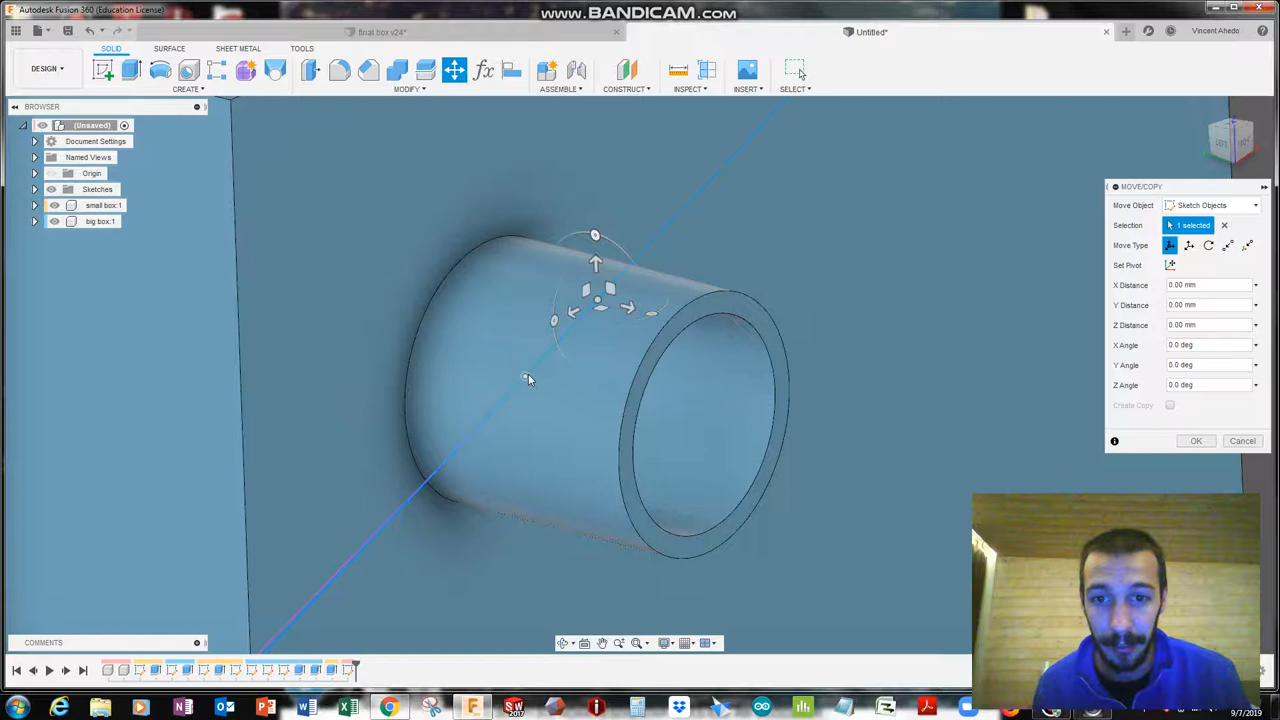 Autodesk Fusion 360 (Education License)
www.BANDICAM.com
final box v24*
Untitled*
Vincent Ahedo
SOLID
SURFACE
SHEET METAL
TOOLS
DESIGN
CREATE
MODIFY
ASSEMBLE
CONSTRUCT
INSPECT
INSERT
SELECT
BROWSER
(Unsaved)
Document Settings
Named Views
Origin
Sketches
small box:1
big box:1
LEFT
MOVE/COPY
Move Object
Sketch Objects
Selection
1 selected
Move Type
Set Pivot
X Distance
0.00 mm
Y Distance
0.00 mm
Z Distance
0.00 mm
X Angle
0.0 deg
Y Angle
0.0 deg
Z Angle
0.0 deg
Create Copy
OK
Cancel
COMMENTS
9/7/2019